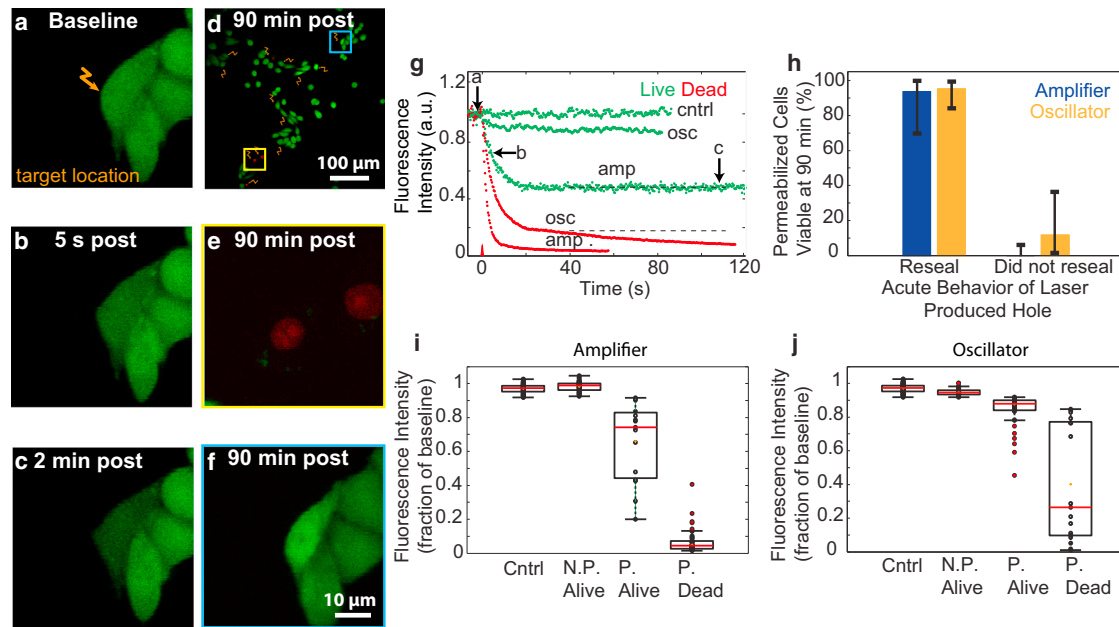 a Baseline
target location
b 5 s post
c 2 min post
d 90 min post
100 µm
e 90 min post
f 90 min post
10 µm
g
Fluorescence
Intensity (a.u.)
1.2
0.8
0.4
0
Live Dead
a
cntrl
osc
b
c
amp
osc
amp .
0 40 80 120
Time (s)
h
Permeabilized Cells
Viable at 90 min (%)
100
80
60
40
20
0
Amplifier
Oscillator
Reseal Did not reseal
Acute Behavior of Laser
Produced Hole
i
Amplifier
Fluorescence Intensity
(fraction of baseline)
1
0.8
0.6
0.4
0.2
0
Cntrl N.P. P. P.
Alive Alive Dead
j
Oscillator
Fluorescence Intensity
(fraction of baseline)
1
0.8
0.6
0.4
0.2
0
Cntrl N.P. P. P.
Alive Alive Dead